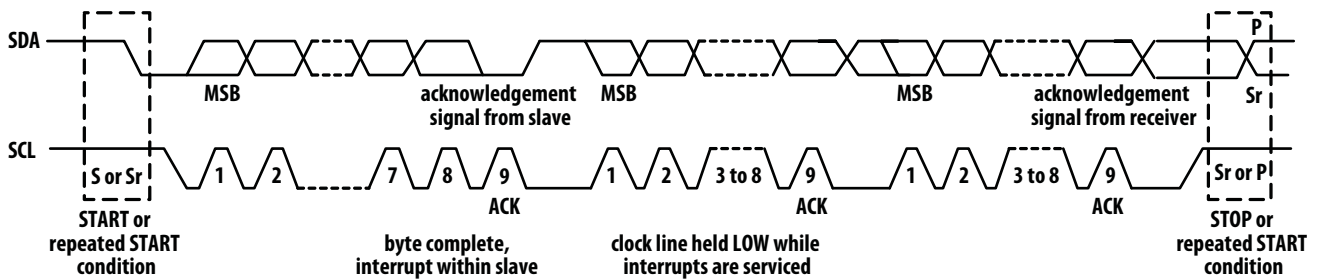 SDA
P
MSB
acknowledgement
signal from slave
MSB
MSB
acknowledgement
signal from receiver
Sr
SCL
S or Sr
1
2
7
8
9
1
2
3 to 8
9
1
2
3 to 8
9
Sr or P
ACK
ACK
ACK
START or
repeated START
condition
byte complete,
interrupt within slave
clock line held LOW while
interrupts are serviced
STOP or
repeated START
condition